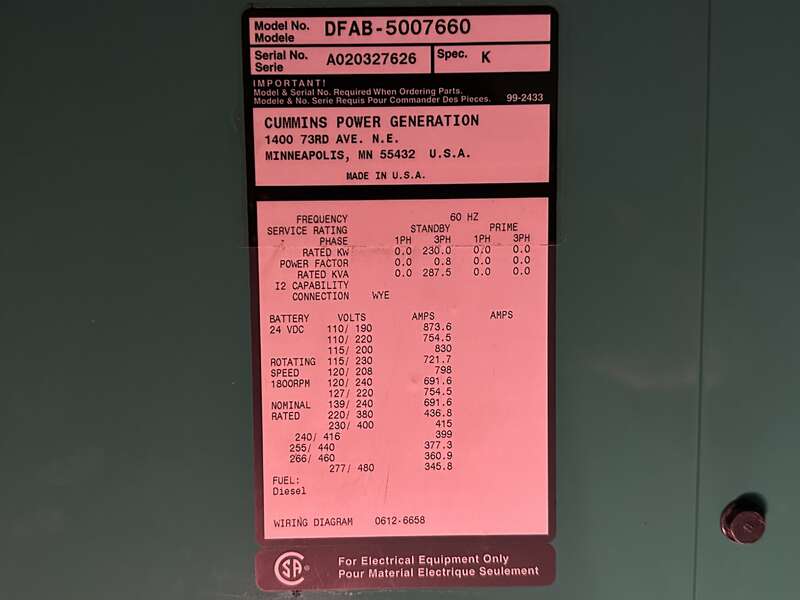 Model No. DFAB-5007660
Modele
Serial No. A020327626 Spec. K
Serie
IMPORTANT!
Model & Serial No. Required When Ordering Parts.
Modele & No. Serie Requis Pour Commander Des Pieces. 99-2433
CUMMINS POWER GENERATION
1400 73RD AVE. N.E.
MINNEAPOLIS, MN 55432 U.S.A.
MADE IN U.S.A.
FREQUENCY 60 HZ
SERVICE RATING STANDBY PRIME
PHASE 1PH 3PH 1PH 3PH
RATED KW 0.0 230.0 0.0 0.0
POWER FACTOR 0.0 0.8 0.0 0.0
RATED KVA 0.0 287.5 0.0 0.0
I2 CAPABILITY
CONNECTION WYE
BATTERY VOLTS AMPS AMPS
24 VDC 110/ 190 873.6
110/ 220 754.5
115/ 200 830
ROTATING 115/ 230 721.7
SPEED 120/ 208 798
1800RPM 120/ 240 691.6
127/ 220 754.5
NOMINAL 139/ 240 691.6
RATED 220/ 380 436.8
230/ 400 415
240/ 416 399
255/ 440 377.3
266/ 460 360.9
277/ 480 345.8
FUEL:
Diesel
WIRING DIAGRAM 0612-6658
CSA ®
For Electrical Equipment Only
Pour Material Electrique Seulement